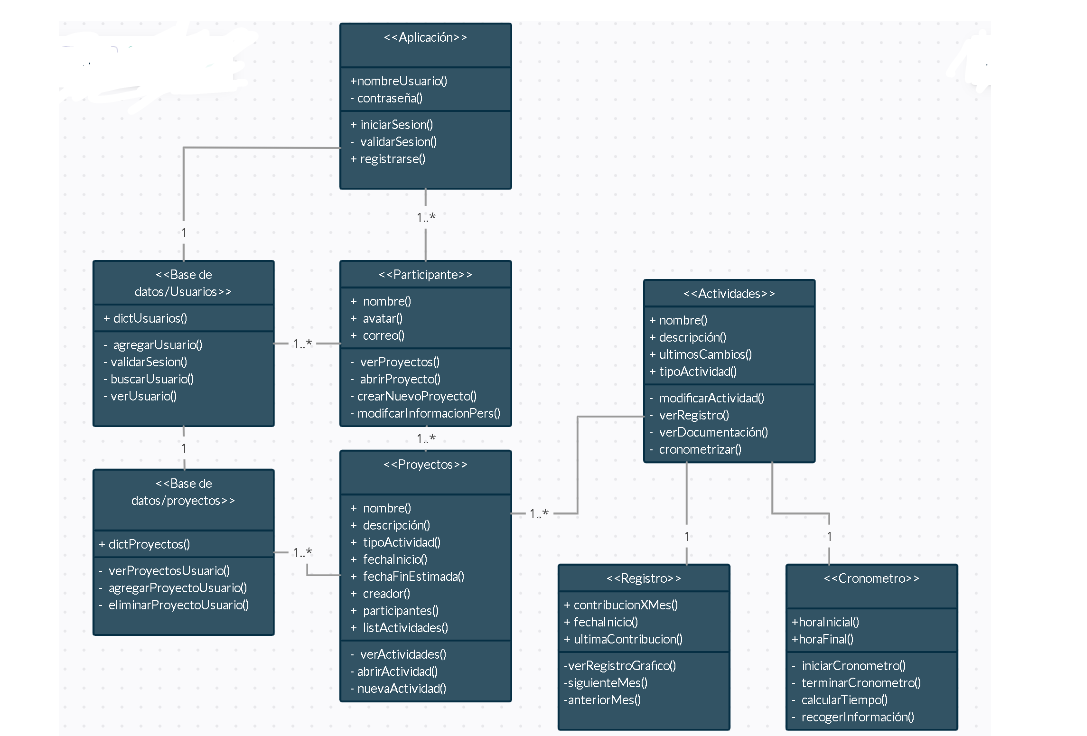 <<Aplicación>>
+nombreUsuario()
- contraseña()
+ iniciarSesion()
- validarSesion()
+ registrarse()
1
1..*
<<Base de
datos/Usuarios>>
+ dictUsuarios()
- agregarUsuario()
- validarSesion()
- buscarUsuario()
- verUsuario()
1..*
<<Participante>>
+ nombre()
+ avatar()
+ correo()
- verProyectos()
- abrirProyecto()
- crearNuevoProyecto()
- modifcarInformacionPers()
1
1..*
<<Base de
datos/proyectos>>
+ dictProyectos()
- verProyectosUsuario()
- agregarProyectoUsuario()
- eliminarProyectoUsuario()
1..*
<<Proyectos>>
+ nombre()
+ descripción()
+ tipoActividad()
+ fechaInicio()
+ fechaFinEstimada()
+ creador()
+ participantes()
+ listActividades()
- verActividades()
- abrirActividad()
- nuevaActividad()
1..*
<<Actividades>>
+ nombre()
+ descripción()
+ ultimosCambios()
+ tipoActividad()
- modificarActividad()
- verRegistro()
- verDocumentación()
- cronometrizar()
1
1
<<Registro>>
+ contribucionXMes()
+ fechaInicio()
+ ultimaContribucion()
-verRegistroGrafico()
-siguienteMes()
-anteriorMes()
<<Cronometro>>
+horaInicial()
+horaFinal()
- iniciarCronometro()
- terminarCronometro()
- calcularTiempo()
- recogerInformación()